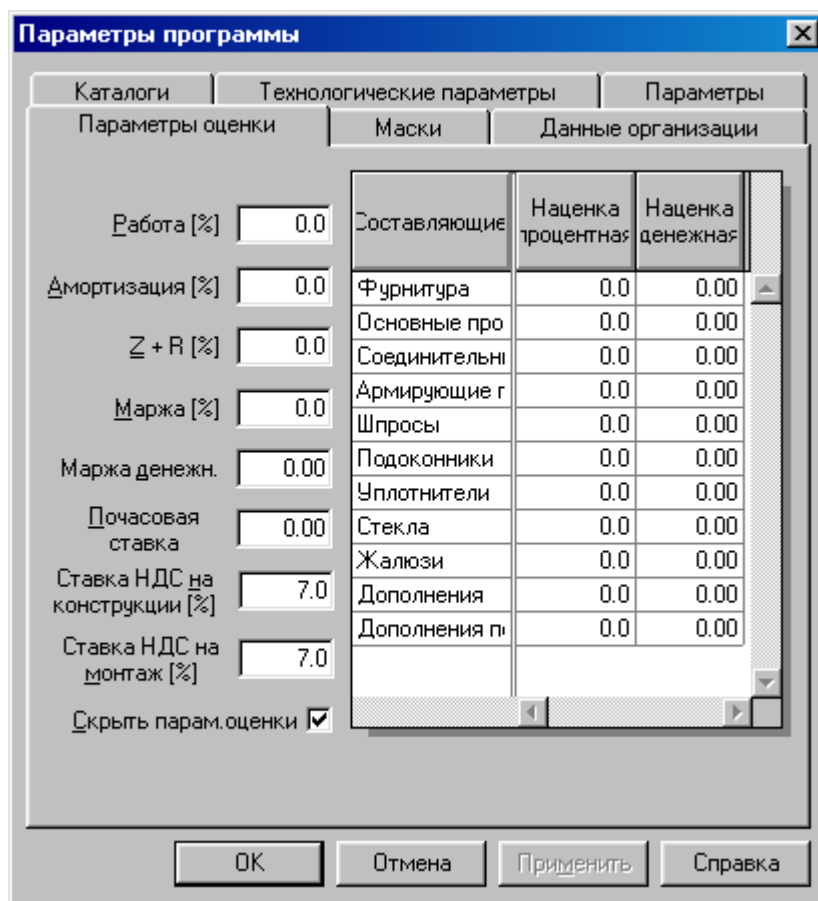 Параметры программы
Каталоги
Технологические параметры
Параметры
Параметры оценки
Маски
Данные организации
Работа [%] 0.0
Амортизация [%] 0.0
Z + R [%] 0.0
Маржа [%] 0.0
Маржа денежн. 0.00
Почасовая
ставка 0.00
Ставка НДС на
конструкции [%] 7.0
Ставка НДС на
монтаж [%] 7.0
Скрыть парам.оценки
Составляющие
Наценка
процентная
Наценка
денежная
Фурнитура 0.0 0.00
Основные про 0.0 0.00
Соединительн 0.0 0.00
Армирующие г 0.0 0.00
Шпросы 0.0 0.00
Подоконники 0.0 0.00
Уплотнители 0.0 0.00
Стекла 0.0 0.00
Жалюзи 0.0 0.00
Дополнения 0.0 0.00
Дополнения п 0.0 0.00
OK
Отмена
Применить
Справка